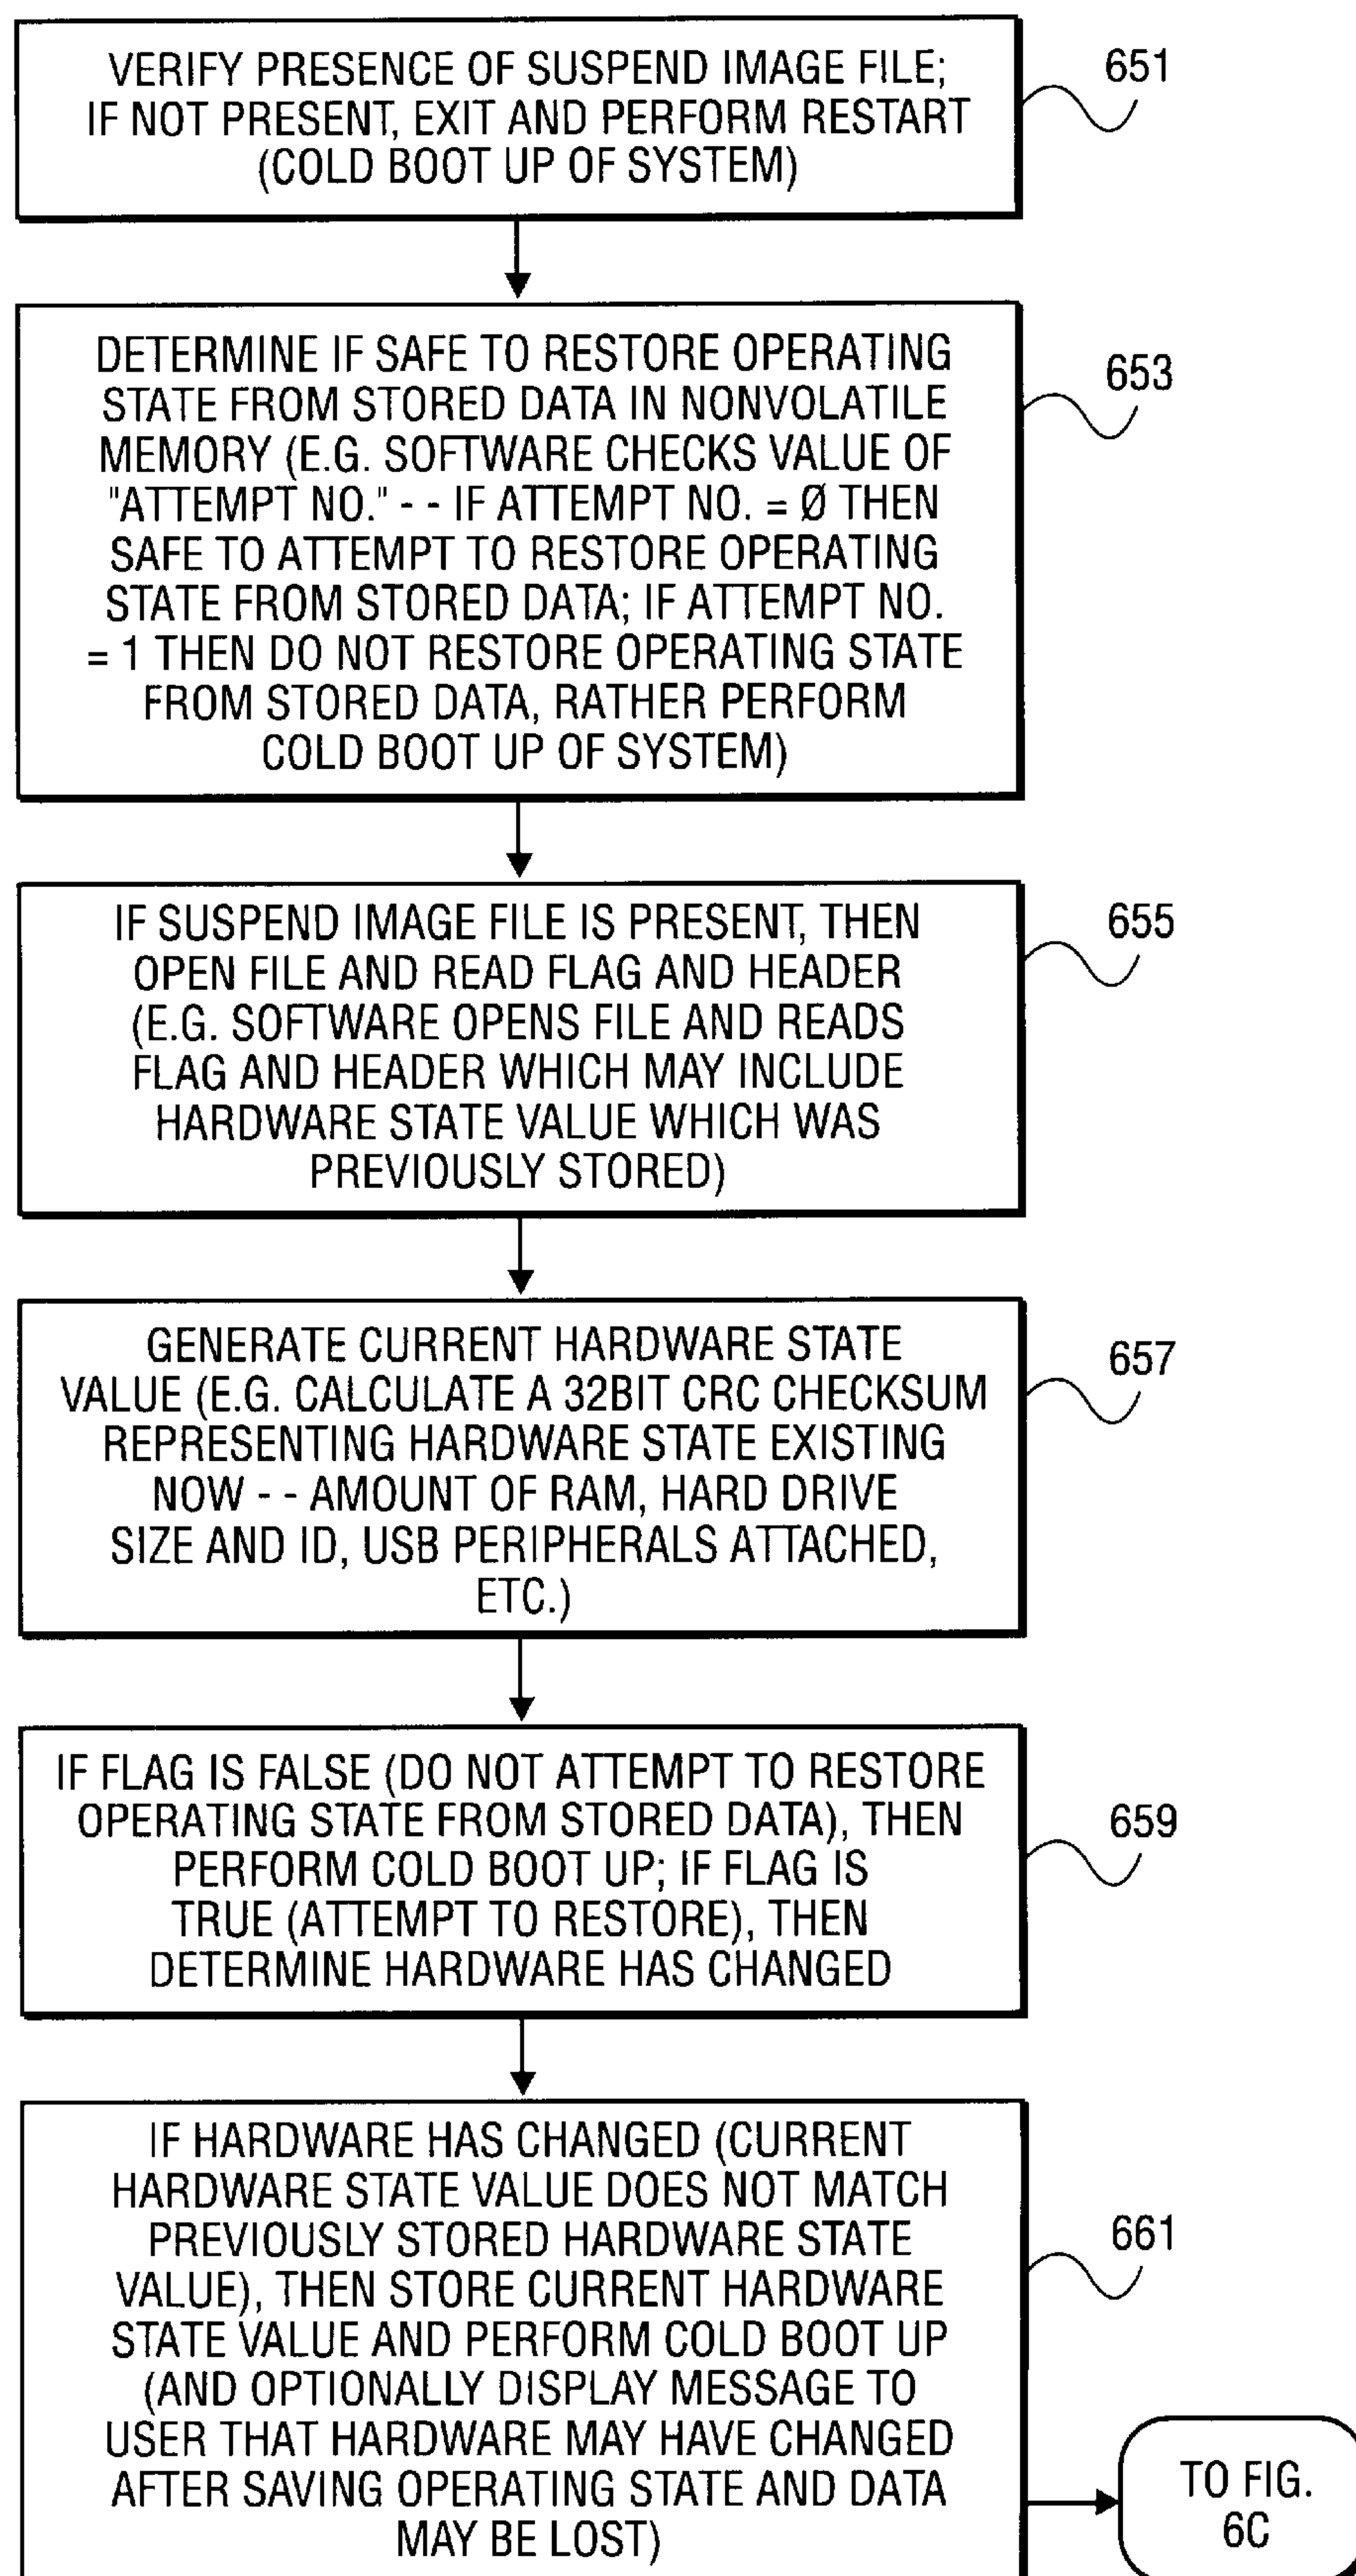 VERIFY PRESENCE OF SUSPEND IMAGE FILE;
IF NOT PRESENT, EXIT AND PERFORM RESTART
(COLD BOOT UP OF SYSTEM)
651
DETERMINE IF SAFE TO RESTORE OPERATING
STATE FROM STORED DATA IN NONVOLATILE
MEMORY (E.G. SOFTWARE CHECKS VALUE OF
"ATTEMPT NO." - - IF ATTEMPT NO. = Ø THEN
SAFE TO ATTEMPT TO RESTORE OPERATING
STATE FROM STORED DATA; IF ATTEMPT NO.
= 1 THEN DO NOT RESTORE OPERATING STATE
FROM STORED DATA, RATHER PERFORM
COLD BOOT UP OF SYSTEM)
653
IF SUSPEND IMAGE FILE IS PRESENT, THEN
OPEN FILE AND READ FLAG AND HEADER
(E.G. SOFTWARE OPENS FILE AND READS
FLAG AND HEADER WHICH MAY INCLUDE
HARDWARE STATE VALUE WHICH WAS
PREVIOUSLY STORED)
655
GENERATE CURRENT HARDWARE STATE
VALUE (E.G. CALCULATE A 32BIT CRC CHECKSUM
REPRESENTING HARDWARE STATE EXISTING
NOW - - AMOUNT OF RAM, HARD DRIVE
SIZE AND ID, USB PERIPHERALS ATTACHED,
ETC.)
657
IF FLAG IS FALSE (DO NOT ATTEMPT TO RESTORE
OPERATING STATE FROM STORED DATA), THEN
PERFORM COLD BOOT UP; IF FLAG IS
TRUE (ATTEMPT TO RESTORE), THEN
DETERMINE HARDWARE HAS CHANGED
659
IF HARDWARE HAS CHANGED (CURRENT
HARDWARE STATE VALUE DOES NOT MATCH
PREVIOUSLY STORED HARDWARE STATE
VALUE), THEN STORE CURRENT HARDWARE
STATE VALUE AND PERFORM COLD BOOT UP
(AND OPTIONALLY DISPLAY MESSAGE TO
USER THAT HARDWARE MAY HAVE CHANGED
AFTER SAVING OPERATING STATE AND DATA
MAY BE LOST)
661
TO FIG.
6C